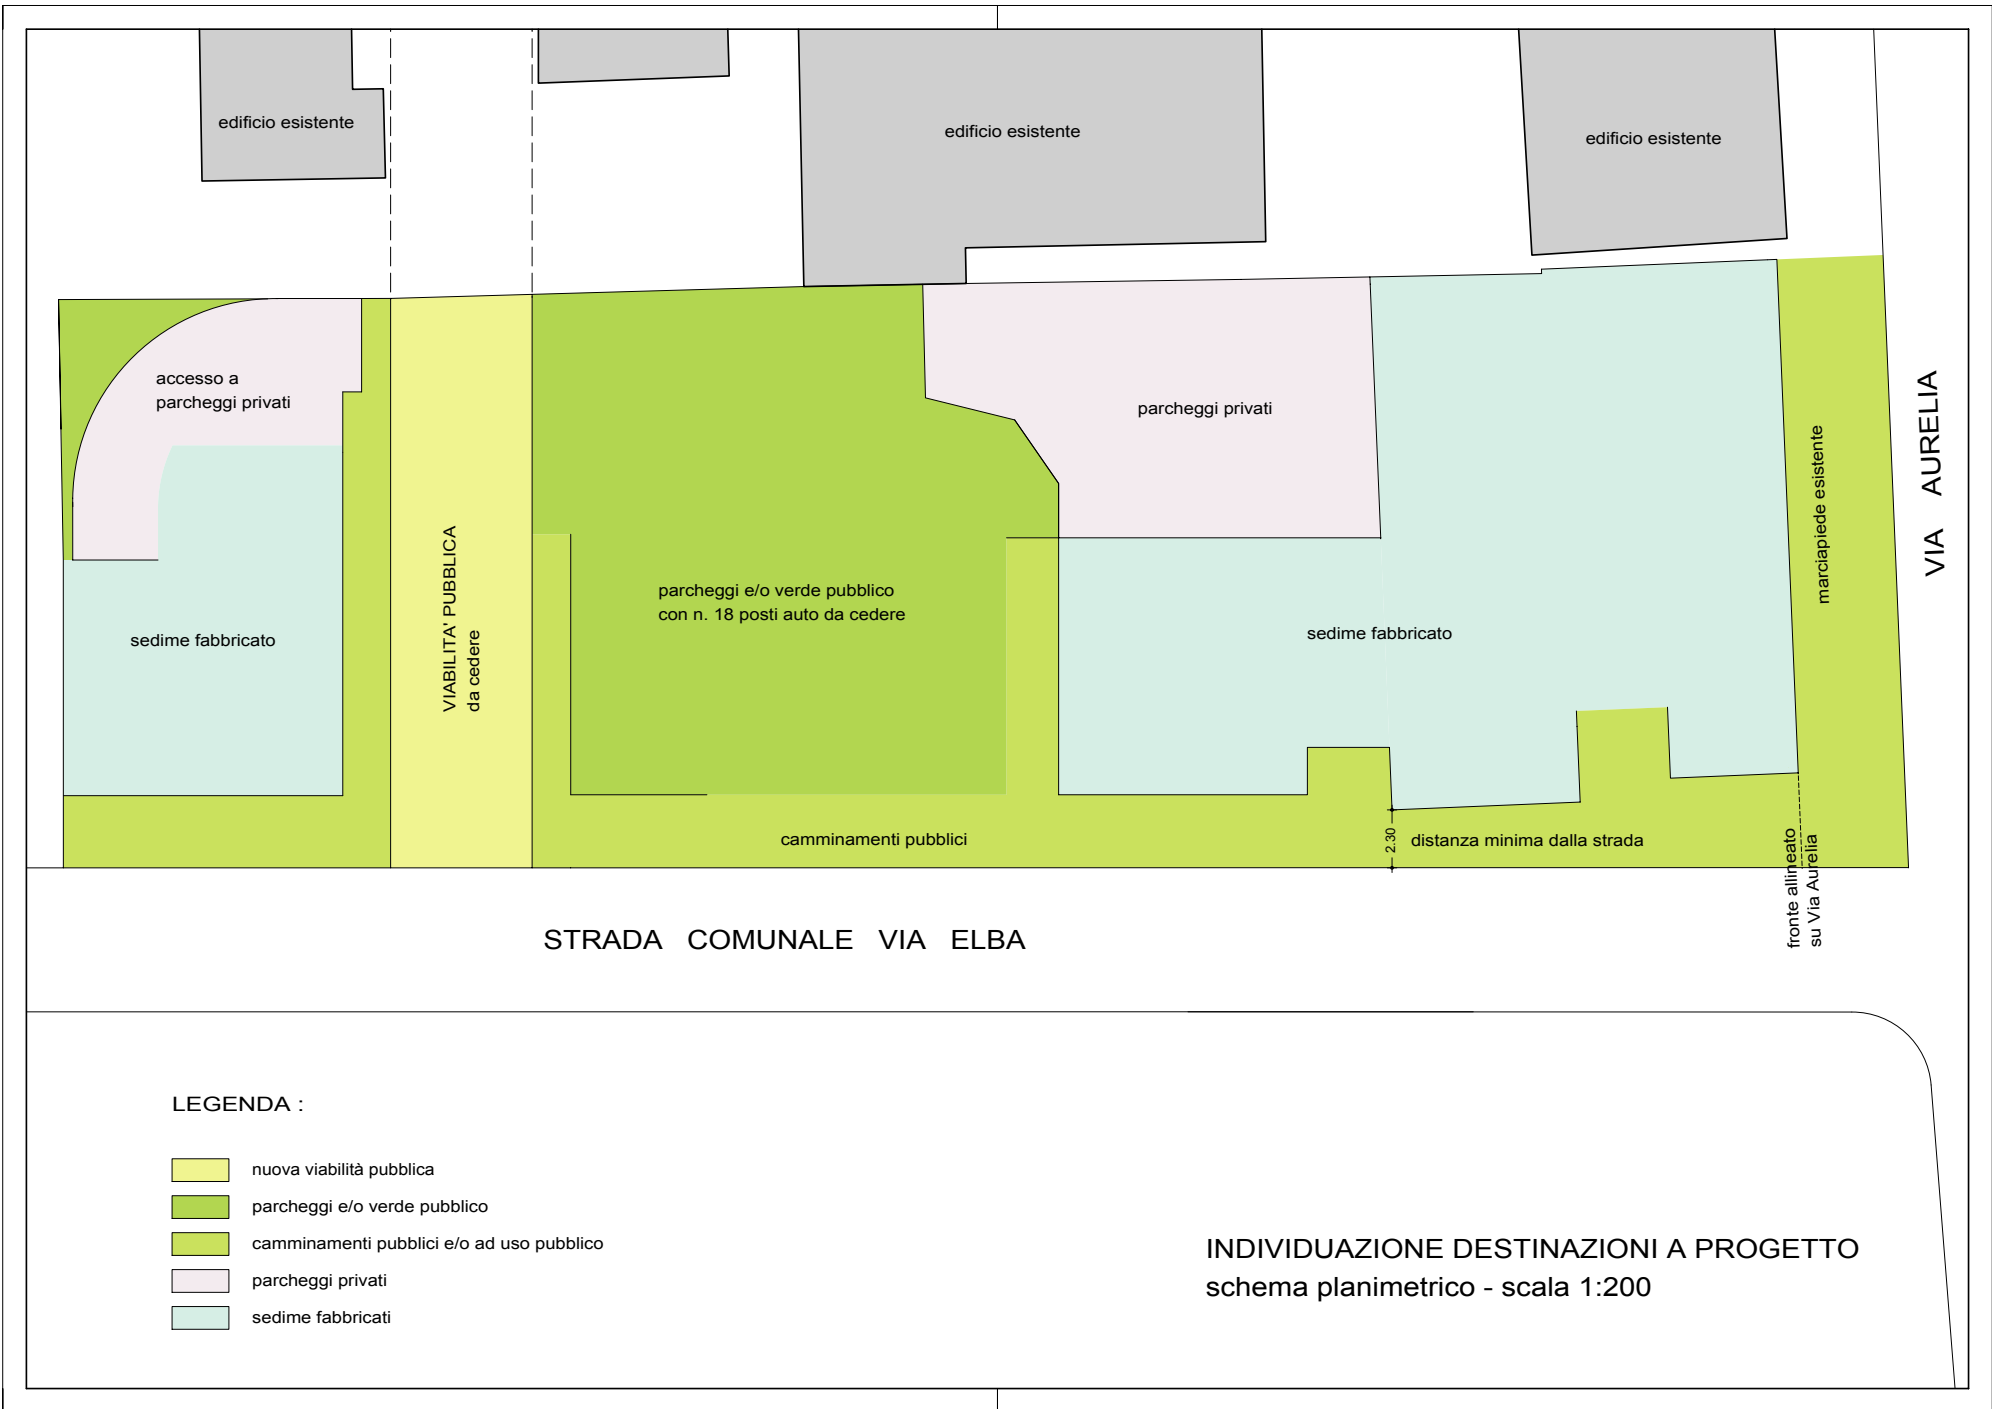 edificio esistente
edificio esistente
edificio esistente
accesso a
parcheggi privati
parcheggi privati
VIABILITA' PUBBLICA
da cedere
parcheggi e/o verde pubblico
con n. 18 posti auto da cedere
sedime fabbricato
sedime fabbricato
marciapiede esistente
VIA AURELIA
camminamenti pubblici
2.30
distanza minima dalla strada
fronte allineato
su Via Aurelia
STRADA COMUNALE VIA ELBA
LEGENDA :
nuova viabilità pubblica
parcheggi e/o verde pubblico
camminamenti pubblici e/o ad uso pubblico
parcheggi privati
sedime fabbricati
INDIVIDUAZIONE DESTINAZIONI A PROGETTO
schema planimetrico - scala 1:200